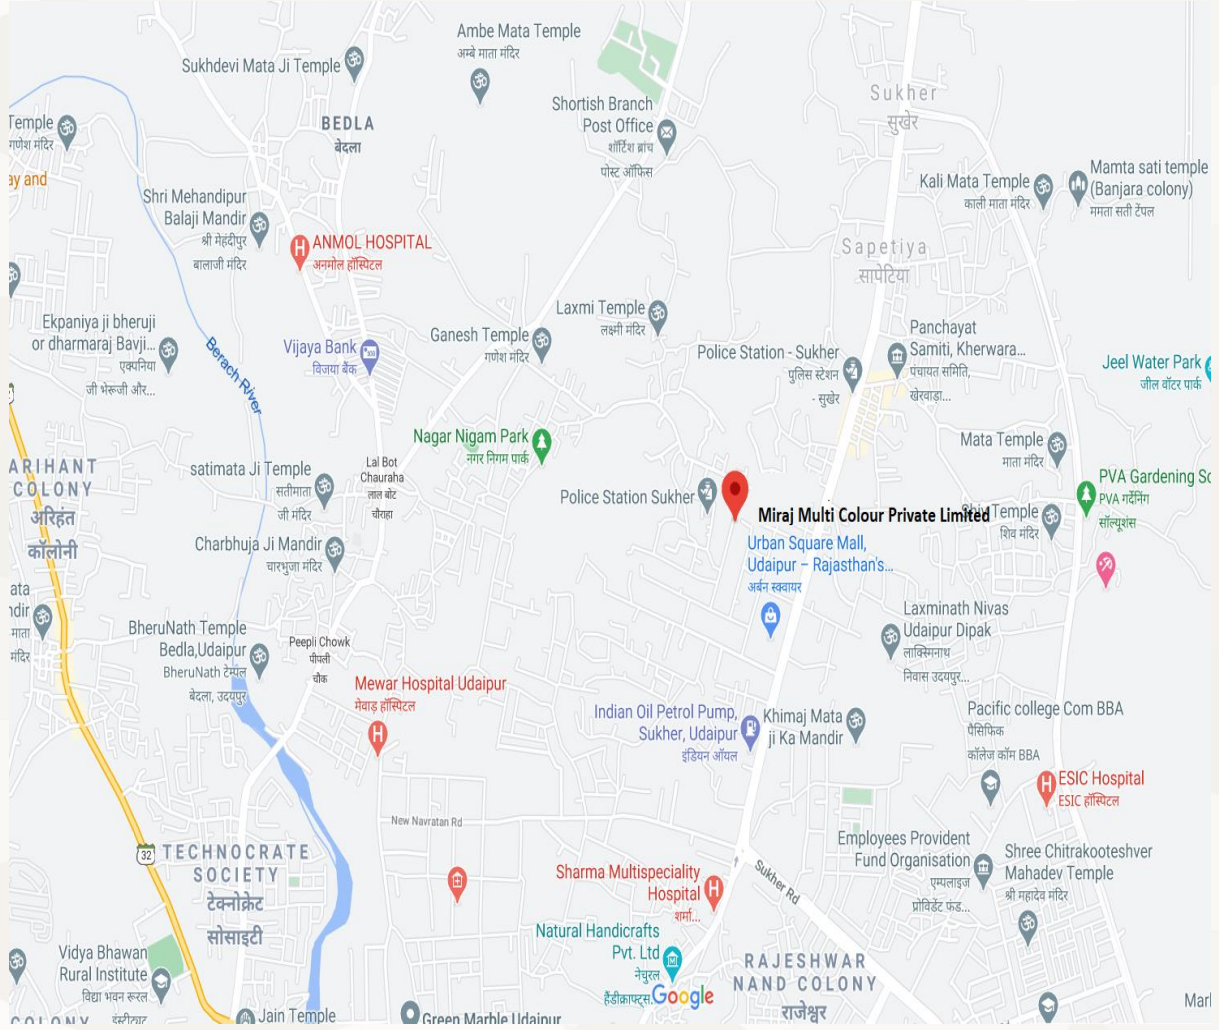 Ambe Mata Temple
अम्बे माता मंदिर
Sukhdevi Mata Ji Temple
BEDLA
बेदला
Shortish Branch
Post Office
शॉर्टिश ब्रांच
पोस्ट ऑफिस
Sukher
सुखेर
Temple
गणेश मंदिर
ay and
Mamta sati temple
(Banjara colony)
ममता सती टेंपल
Kali Mata Temple
काली माता मंदिर
Shri Mehandipur
Balaji Mandir
श्री मेहंदीपुर
बालाजी मंदिर
ANMOL HOSPITAL
अनमोल हॉस्पिटल
Sapetiya
सापेटिया
Laxmi Temple
लक्ष्मी मंदिर
Ekpaniya ji bheruji
or dharmaraj Bavji...
एक्पनिया
जी भेरूजी और...
Berach River
Vijaya Bank
विजया बैंक
Ganesh Temple
गणेश मंदिर
Police Station - Sukher
पुलिस स्टेशन
- सुखेर
Panchayat
Samiti, Kherwara...
पंचायत समिति,
खेरवाड़ा...
Jeel Water Park
जील वॉटर पार्क
Nagar Nigam Park
नगर निगम पार्क
Mata Temple
माता मंदिर
ARIHANT
COLONY
अरिहंत
कॉलोनी
satimata Ji Temple
सतीमाता
जी मंदिर
Lal Bot
Chauraha
लाल बोट
चौराहा
Police Station Sukher
Miraj Multi Colour Private Limited
Temple
शिव मंदिर
PVA Gardening So
PVA गर्देनिंग
सॉल्यूशंस
Urban Square Mall,
Udaipur – Rajasthan's...
अर्बन स्क्वायर
Charbhuja Ji Mandir
चारभुजा मंदिर
ata
ndir
माता
मंदिर
BheruNath Temple
Bedla,Udaipur
BheruNath टेम्पल
बेदला, उदयपुर
Peepli Chowk
पीपली
चौक
Laxminath Nivas
Udaipur Dipak
लाक्स्मिनाथ
निवास उदयपुर...
Mewar Hospital Udaipur
मेवाड़ हॉस्पिटल
Indian Oil Petrol Pump,
Sukher, Udaipur
इंडियन ऑयल
Khimaj Mata
ji Ka Mandir
Pacific college Com BBA
पैसिफिक
कॉलेज कॉम BBA
ESIC Hospital
ESIC हॉस्पिटल
New Navratan Rd
32
TECHNOCRATE
SOCIETY
टेक्नोक्रेट
सोसाइटी
Employees Provident
Fund Organisation
एम्पलाइज
प्रोविडेंट फंड...
Shree Chitrakooteshver
Mahadev Temple
श्री महादेव मंदिर
Sharma Multispeciality
Hospital
शर्मा...
Sukher Rd
Natural Handicrafts
Pvt. Ltd
नेचुरल
हैंडीक्राफ्ट्स
Google
RAJESHWAR
NAND COLONY
राजेश्वर
Vidya Bhawan
Rural Institute
विद्या भवन रूरल
इंस्टीट्यूट
COLONY
Jain Temple
Green Marble Udaipur
Marl